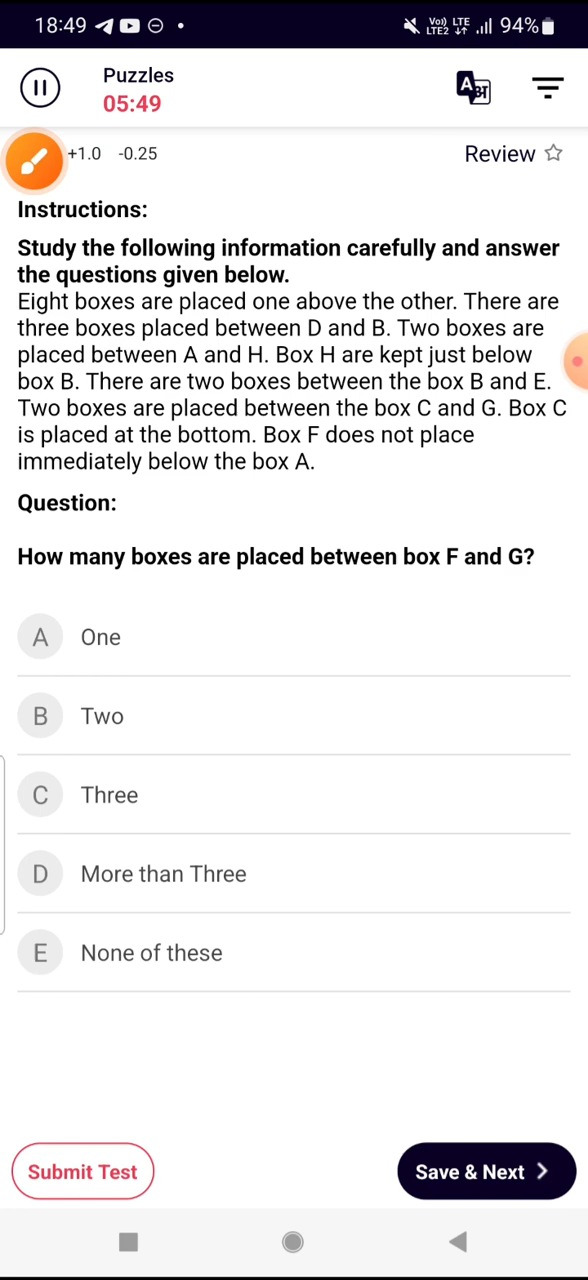 18:49
Vo)) LTE
LTE2
94%
Puzzles
05:49
A
BT
+1.0 -0.25
Review
Instructions:
Study the following information carefully and answer
the questions given below.
Eight boxes are placed one above the other. There are
three boxes placed between D and B. Two boxes are
placed between A and H. Box H are kept just below
box B. There are two boxes between the box B and E.
Two boxes are placed between the box C and G. Box C
is placed at the bottom. Box F does not place
immediately below the box A.
Question:
How many boxes are placed between box F and G?
A One
B Two
C Three
D More than Three
E None of these
Submit Test
Save & Next